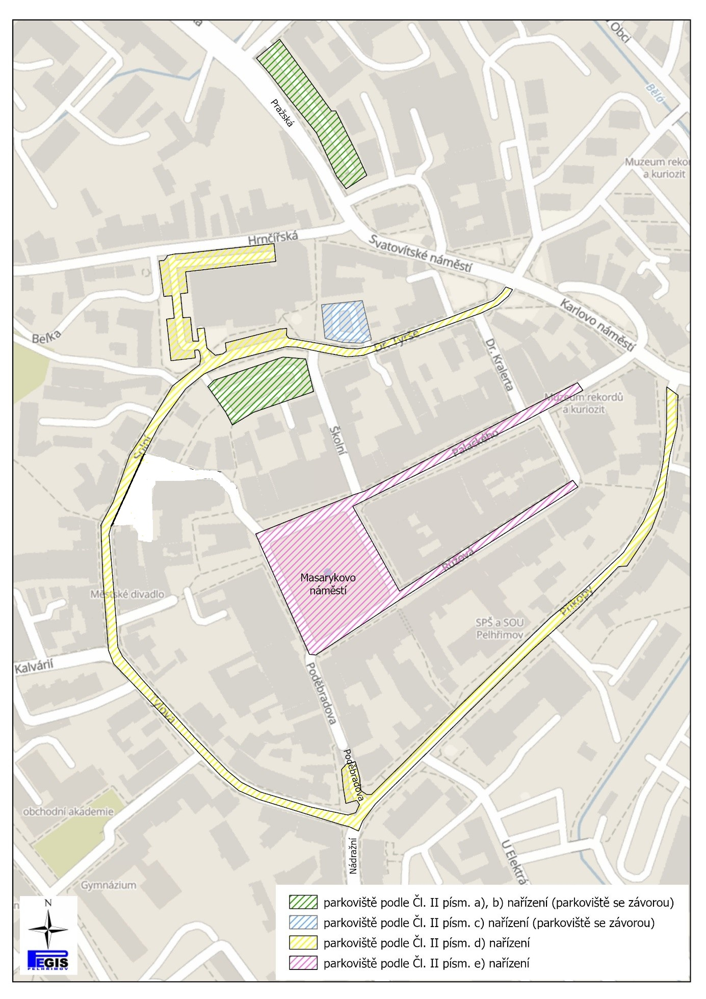 Obci
Bělá
Pražská
Muzeum rekor
a kuriozit
Hrnčířská
Svatovítské náměstí
Karlovo náměstí
Beľka
Dr. Tyrše
Dr. Kralerta
Muzeum rekordů
a kuriozit
Školní
Palackého
Solní
Růžová
Masarykovo
náměstí
Městské divadlo
Příkopy
SPŠ a SOU
Pelhřimov
Kalvárií
Poděbradova
Tylova
Poděbradova
obchodní akademie
Nádražní
U Elektrá
Gymnázium
N
PEGIS
PELHŘIMOV
parkoviště podle Čl. II písm. a), b) nařízení (parkoviště se závorou)
parkoviště podle Čl. II písm. c) nařízení (parkoviště se závorou)
parkoviště podle Čl. II písm. d) nařízení
parkoviště podle Čl. II písm. e) nařízení